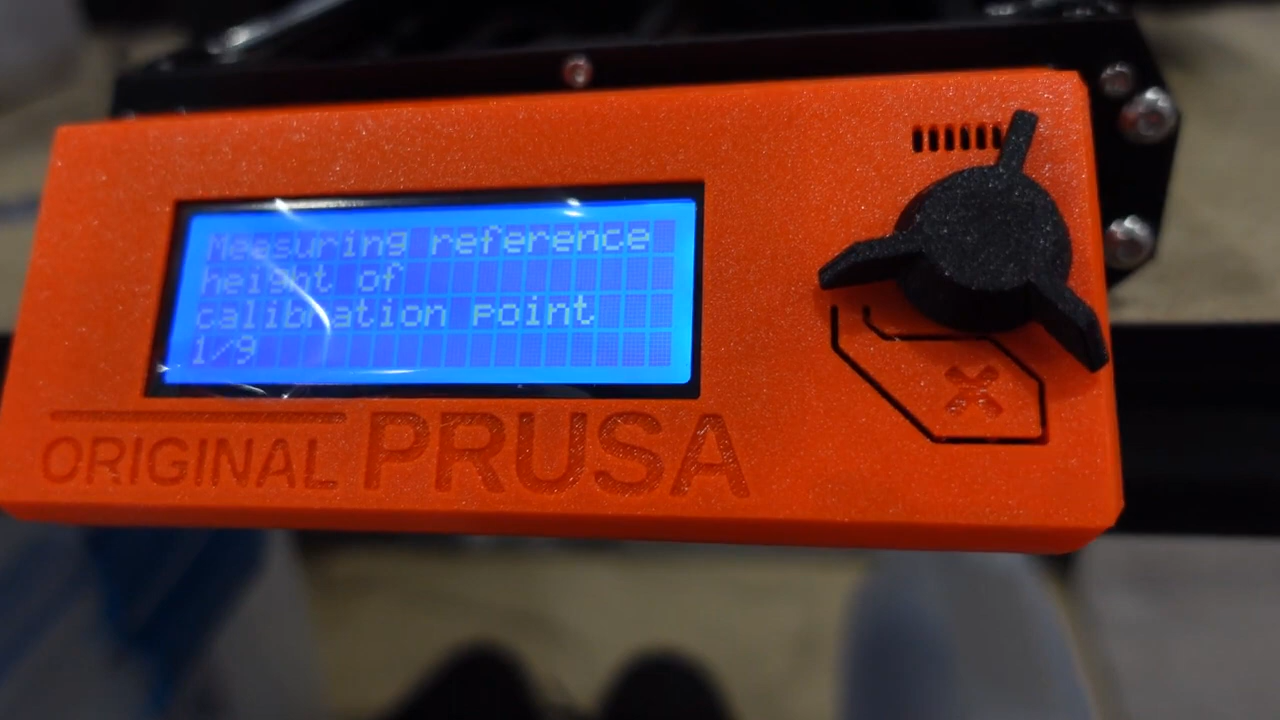 Measuring reference
height of
calibration point
1/9
ORIGINAL PRUSA